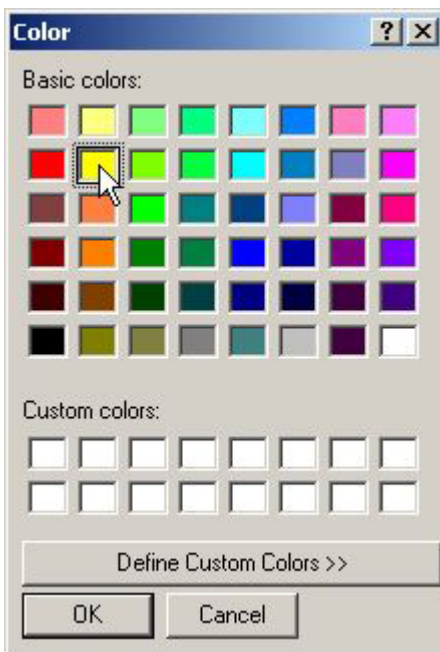 Color ? ×
Basic colors:
Custom colors:
Define Custom Colors >>
OK Cancel